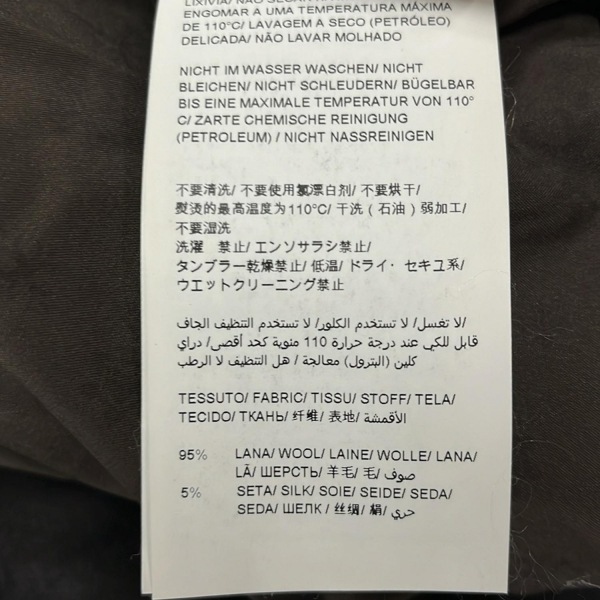 LIXIVIA/ NÃO SECAR
ENGOMAR A UMA TEMPERATURA MÁXIMA
DE 110°C/ LAVAGEM A SECO (PETRÓLEO)
DELICADA/ NÃO LAVAR MOLHADO
NICHT IM WASSER WASCHEN/ NICHT
BLEICHEN/ NICHT SCHLEUDERN/ BÜGELBAR
BIS EINE MAXIMALE TEMPERATUR VON 110°
C/ ZARTE CHEMISCHE REINIGUNG
(PETROLEUM) / NICHT NASSREINIGEN
不要清洗/ 不要使用氯漂白剂/ 不要烘干/
熨烫的最高温度为110°C/ 干洗（石油）弱加工/
不要湿洗
洗濯 禁止/ エンソサラシ禁止/
タンブラー乾燥禁止/ 低温/ ドライ・ セキユ系/
ウエットクリーニング禁止
/لا تغسل/ لا تستخدم الكلور/ لا تستخدم التنظيف الجاف
قابل للكي عند درجة حرارة 110 مئوية كحد أقصى/ دراي
كلين (البترول) معالجة / هل التنظيف لا الرطب
TESSUTO/ FABRIC/ TISSU/ STOFF/ TELA/
TECIDO/ ТКАНЬ/ 纤维/ 表地/ الأقمشة
95% LANA/ WOOL/ LAINE/ WOLLE/ LANA/
LÃ/ ШЕРСТЬ/ 羊毛/ 毛/ صوف
5% SETA/ SILK/ SOIE/ SEIDE/ SEDA/
SEDA/ ШЕЛК / 丝绸/ 絹/ حري